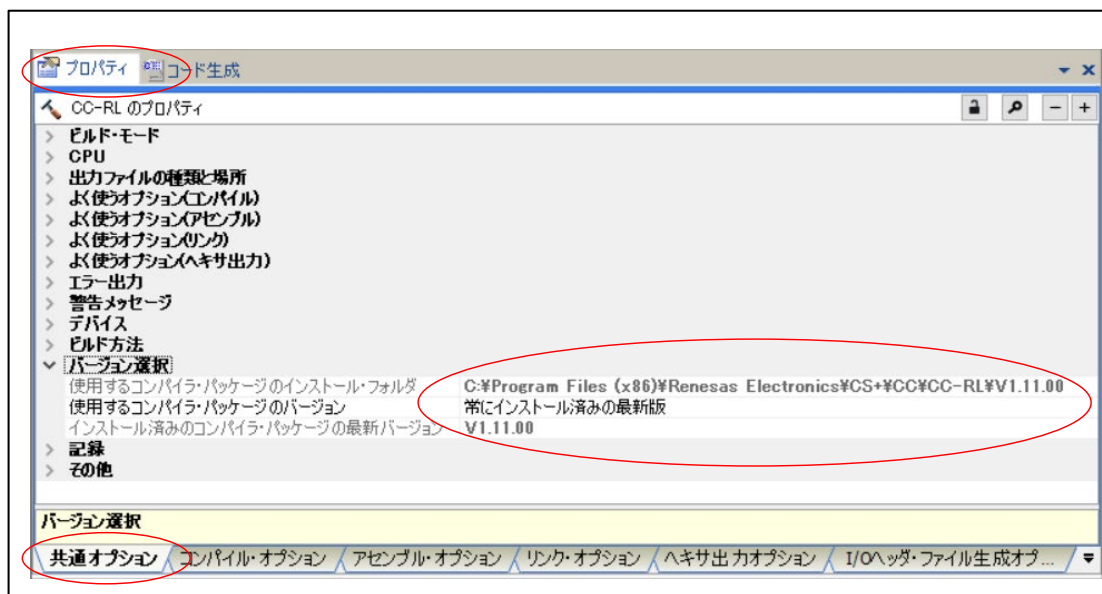 プロパティ コード生成
CC-RL のプロパティ
ビルド・モード
CPU
出力ファイルの種類と場所
よく使うオプション(コンパイル)
よく使うオプション(アセンブル)
よく使うオプション(リンク)
よく使うオプション(ヘキサ出力)
エラー出力
警告メッセージ
デバイス
ビルド方法
バージョン選択
使用するコンパイラ・パッケージのインストール・フォルダ C:¥Program Files (x86)¥Renesas Electronics¥CS+¥CC¥CC-RL¥V1.11.00
使用するコンパイラ・パッケージのバージョン 常にインストール済みの最新版
インストール済みのコンパイラ・パッケージの最新バージョン V1.11.00
記録
その他
バージョン選択
共通オプション コンパイル・オプション アセンブル・オプション リンク・オプション ヘキサ出力オプション I/Oヘッダ・ファイル生成オプ...